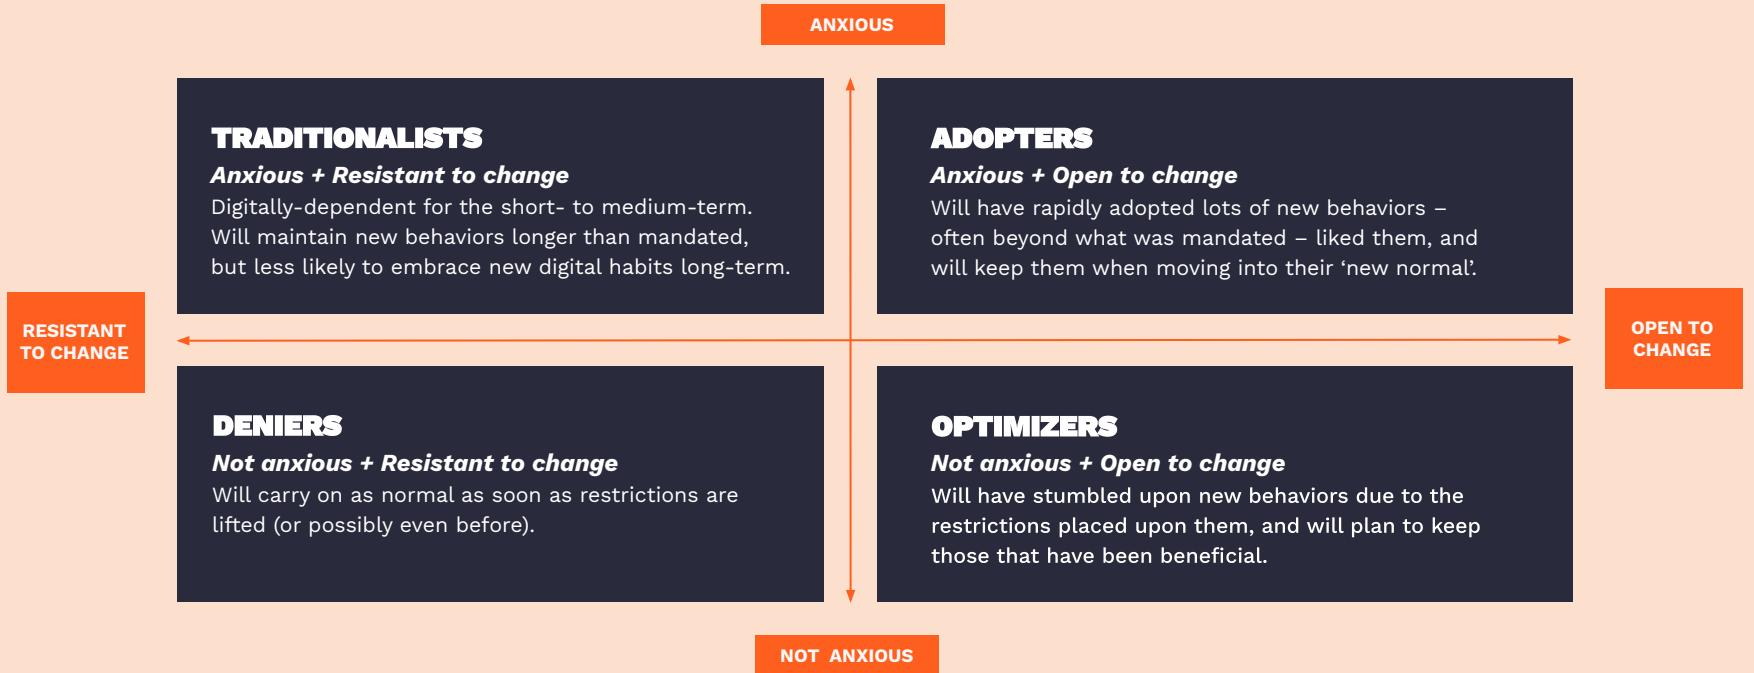 ANXIOUS
TRADITIONALISTS
Anxious + Resistant to change
Digitally-dependent for the short- to medium-term.
Will maintain new behaviors longer than mandated,
but less likely to embrace new digital habits long-term.
ADOPTERS
Anxious + Open to change
Will have rapidly adopted lots of new behaviors –
often beyond what was mandated – liked them, and
will keep them when moving into their ‘new normal’.
RESISTANT
TO CHANGE
OPEN TO
CHANGE
DENIERS
Not anxious + Resistant to change
Will carry on as normal as soon as restrictions are
lifted (or possibly even before).
OPTIMIZERS
Not anxious + Open to change
Will have stumbled upon new behaviors due to the
restrictions placed upon them, and will plan to keep
those that have been beneficial.
NOT ANXIOUS